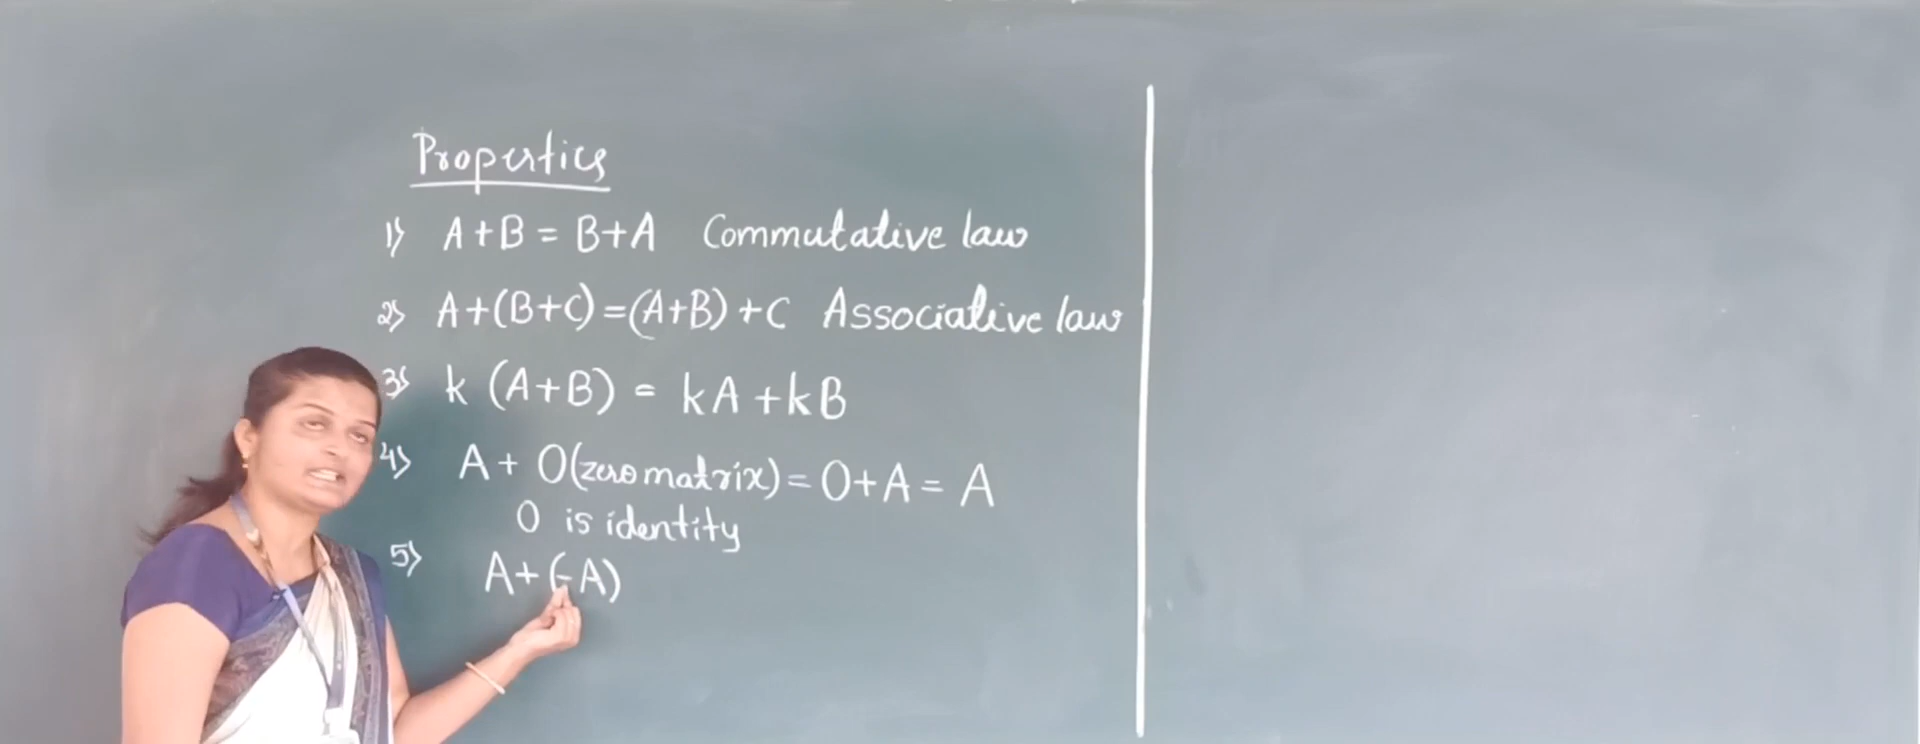 Properties
1) A+B = B+A Commutative law
2) A+(B+C)=(A+B)+C Associative law
3) k (A+B) = kA+kB
4) A+ O(zero matrix)= O+A = A
O is identity
5) A+(-A)